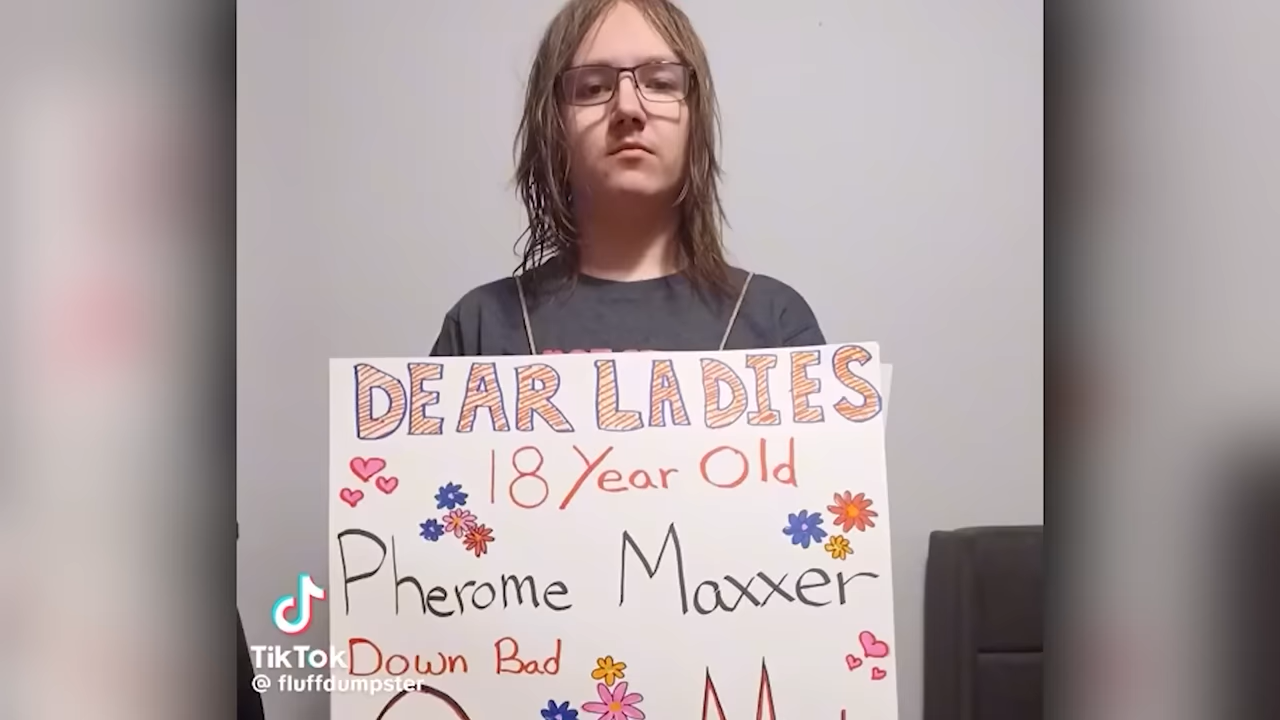 DEAR LADIES
18 Year Old
Pherome Maxxer
Down Bad
TikTok
@ fluffdumpster